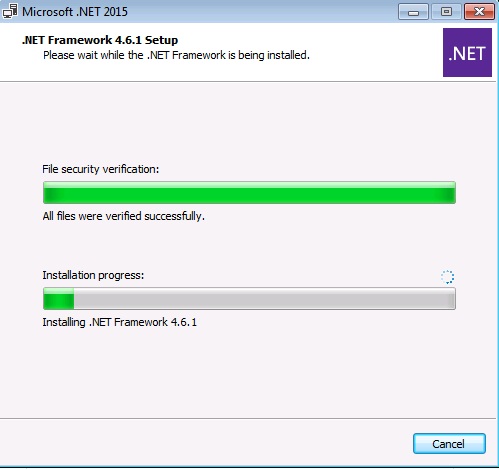 Microsoft .NET 2015
.NET Framework 4.6.1 Setup
Please wait while the .NET Framework is being installed.
.NET
File security verification:
All files were verified successfully.
Installation progress:
Installing .NET Framework 4.6.1
Cancel